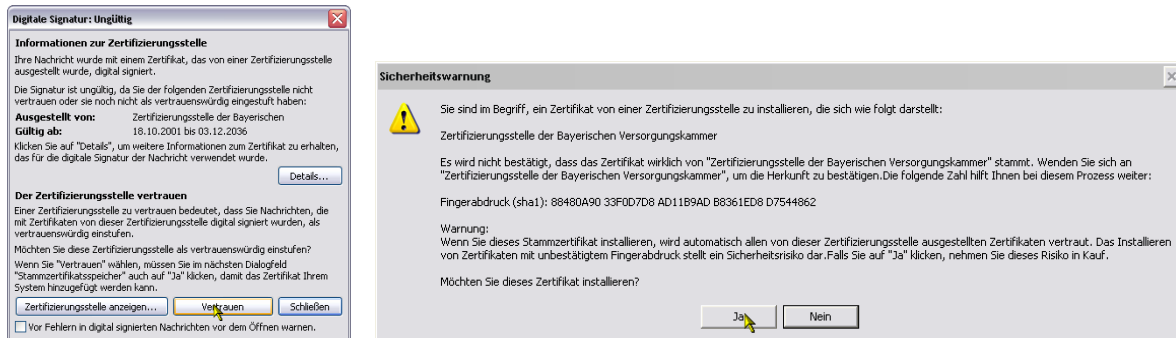 Digitale Signatur: Ungültig
Informationen zur Zertifizierungsstelle
Ihre Nachricht wurde mit einem Zertifikat, das von einer Zertifizierungsstelle
ausgestellt wurde, digital signiert.
Die Signatur ist ungültig, da Sie der folgenden Zertifizierungsstelle nicht
vertrauen oder sie noch nicht als vertrauenswürdig eingestuft haben:
Ausgestellt von: Zertifizierungsstelle der Bayerischen
Gültig ab: 18.10.2001 bis 03.12.2036
Klicken Sie auf "Details", um weitere Informationen zum Zertifikat zu erhalten,
das für die digitale Signatur der Nachricht verwendet wurde.
Details...
Der Zertifizierungsstelle vertrauen
Einer Zertifizierungsstelle zu vertrauen bedeutet, dass Sie Nachrichten, die
mit Zertifikaten von dieser Zertifizierungsstelle digital signiert wurden, als
vertrauenswürdig einstufen.
Möchten Sie diese Zertifizierungsstelle als vertrauenswürdig einstufen?
Wenn Sie "Vertrauen" wählen, müssen Sie im nächsten Dialogfeld
"Stammzertifikatsspeicher" auch auf "Ja" klicken, damit das Zertifikat Ihrem
System hinzugefügt werden kann.
Zertifizierungsstelle anzeigen... Vertrauen Schließen
Vor Fehlern in digital signierten Nachrichten vor dem Öffnen warnen.
Sicherheitswarnung
Sie sind im Begriff, ein Zertifikat von einer Zertifizierungsstelle zu installieren, die sich wie folgt darstellt:
Zertifizierungsstelle der Bayerischen Versorgungskammer
Es wird nicht bestätigt, dass das Zertifikat wirklich von "Zertifizierungsstelle der Bayerischen Versorgungskammer" stammt. Wenden Sie sich an
"Zertifizierungsstelle der Bayerischen Versorgungskammer", um die Herkunft zu bestätigen.Die folgende Zahl hilft Ihnen bei diesem Prozess weiter:
Fingerabdruck (sha1): 88480A90 33F0D7D8 AD11B9AD B8361ED8 D7544862
Warnung:
Wenn Sie dieses Stammzertifikat installieren, wird automatisch allen von dieser Zertifizierungsstelle ausgestellten Zertifikaten vertraut. Das Installieren
von Zertifikaten mit unbestätigtem Fingerabdruck stellt ein Sicherheitsrisiko dar.Falls Sie auf "Ja" klicken, nehmen Sie dieses Risiko in Kauf.
Möchten Sie dieses Zertifikat installieren?
Ja Nein